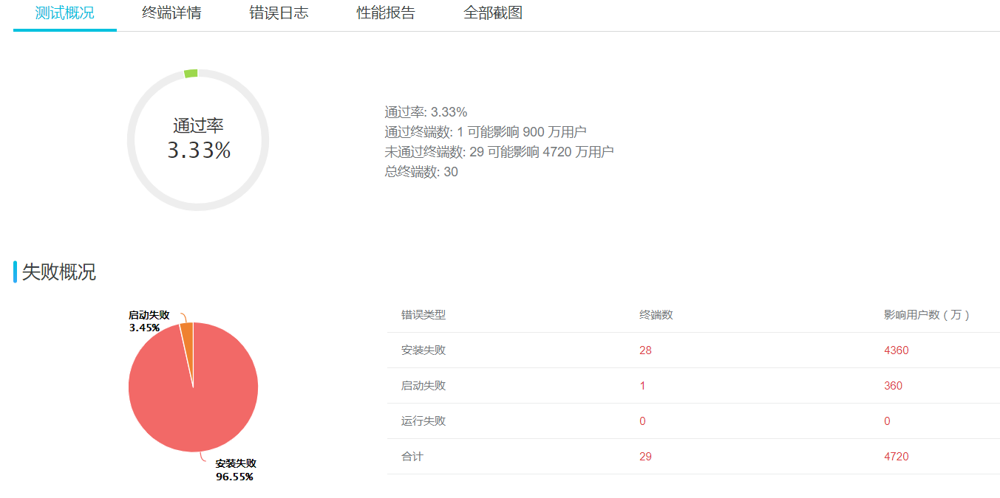 测试概况 终端详情 错误日志 性能报告 全部截图
通过率
3.33%
通过率: 3.33%
通过终端数: 1 可能影响 900 万用户
未通过终端数: 29 可能影响 4720 万用户
总终端数: 30
失败概况
启动失败
3.45%
安装失败
96.55%
错误类型 终端数 影响用户数（万）
安装失败 28 4360
启动失败 1 360
运行失败 0 0
合计 29 4720